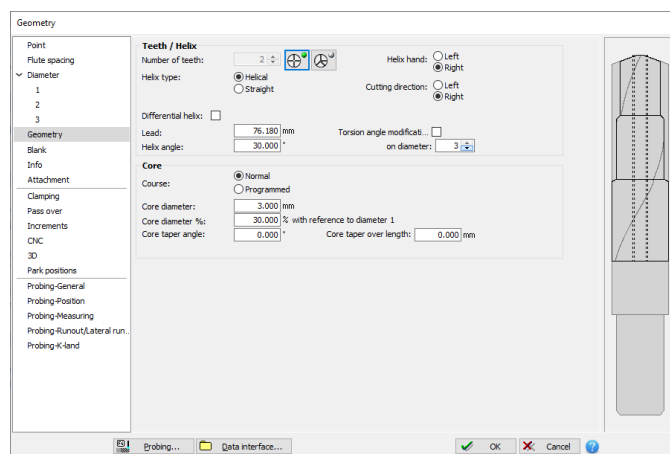 Geometry
Point
Flute spacing
Diameter
1
2
3
Geometry
Blank
Info
Attachment
Clamping
Pass over
Increments
CNC
3D
Park positions
Probing-General
Probing-Position
Probing-Measuring
Probing-Runout/Lateral run..
Probing-K-land
Teeth / Helix
Number of teeth: 2
Helix hand: Left
Right
Helix type: Helical
Straight
Cutting direction: Left
Right
Differential helix:
Lead: 76.180 mm
Torsion angle modificati...
Helix angle: 30.000 °
on diameter: 3
Core
Course: Normal
Programmed
Core diameter: 3.000 mm
Core diameter %: 30.000 % with reference to diameter 1
Core taper angle: 0.000 ° Core taper over length: 0.000 mm
Probing... Data interface... OK Cancel ?